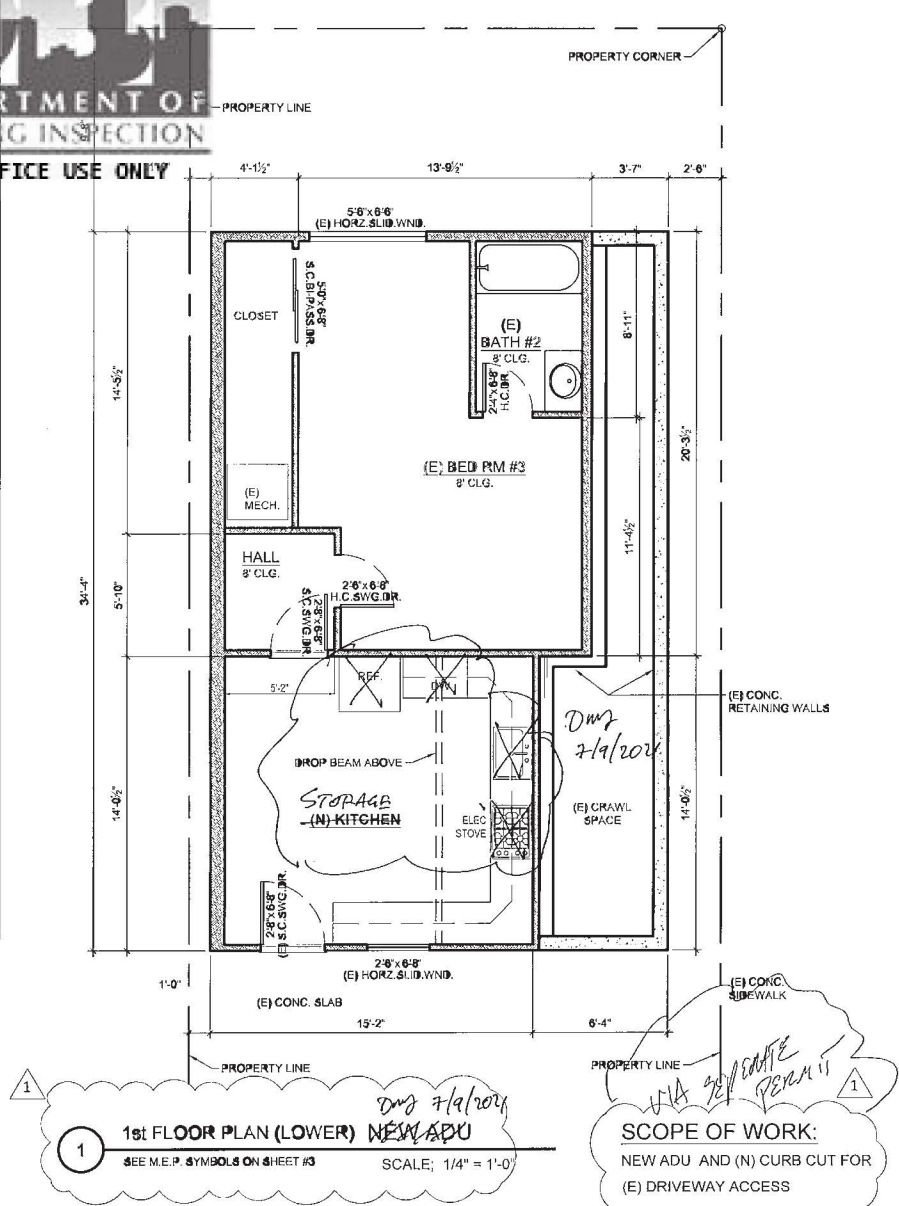 PROPERTY CORNER
PROPERTY LINE
RTMENT OF
G INSPECTION
FICE USE ONLY
4'-1½"
13'-9½"
3'-7"
2'-6"
5'-6"x6'6"
(E) HORZ.SLID.WND.
CLOSET
5'0"x6'-8"
S.C.BI-PASS DR.
(E)
BATH #2
8' CLG.
2'-4"x6'-8"
H.C.DR.
8'-11"
14'-5½"
20'-3½"
(E) BED RM #3
8' CLG.
(E)
MECH.
11'-4½"
HALL
8' CLG.
34'-4"
5'-10"
2'6"x6'-8"
H.C.SWG.DR.
2'-8"x6'-8"
S.C.SWG.DR.
5'-2"
REF.
D.W.
(E) CONC.
RETAINING WALLS
7/9/2021
DROP BEAM ABOVE
STORAGE
(N) KITCHEN
ELEC
STOVE
(E) CRAWL
SPACE
14'-0½"
14'-0½"
2'-8"x6'-8"
(E) S.C.SWG.DR.
2'6"x6'-8"
(E) HORZ.SLID.WND.
1'-0"
(E) CONC. SLAB
(E) CONC.
SIDEWALK
15'-2"
6'-4"
PROPERTY LINE
PROPERTY LINE
VIA SEPERATE
PERMIT
1
1
7/9/2021
1
1st FLOOR PLAN (LOWER) NEW ADU
SEE M.E.P. SYMBOLS ON SHEET #3
SCALE; 1/4" = 1'-0"
SCOPE OF WORK:
NEW ADU AND (N) CURB CUT FOR
(E) DRIVEWAY ACCESS